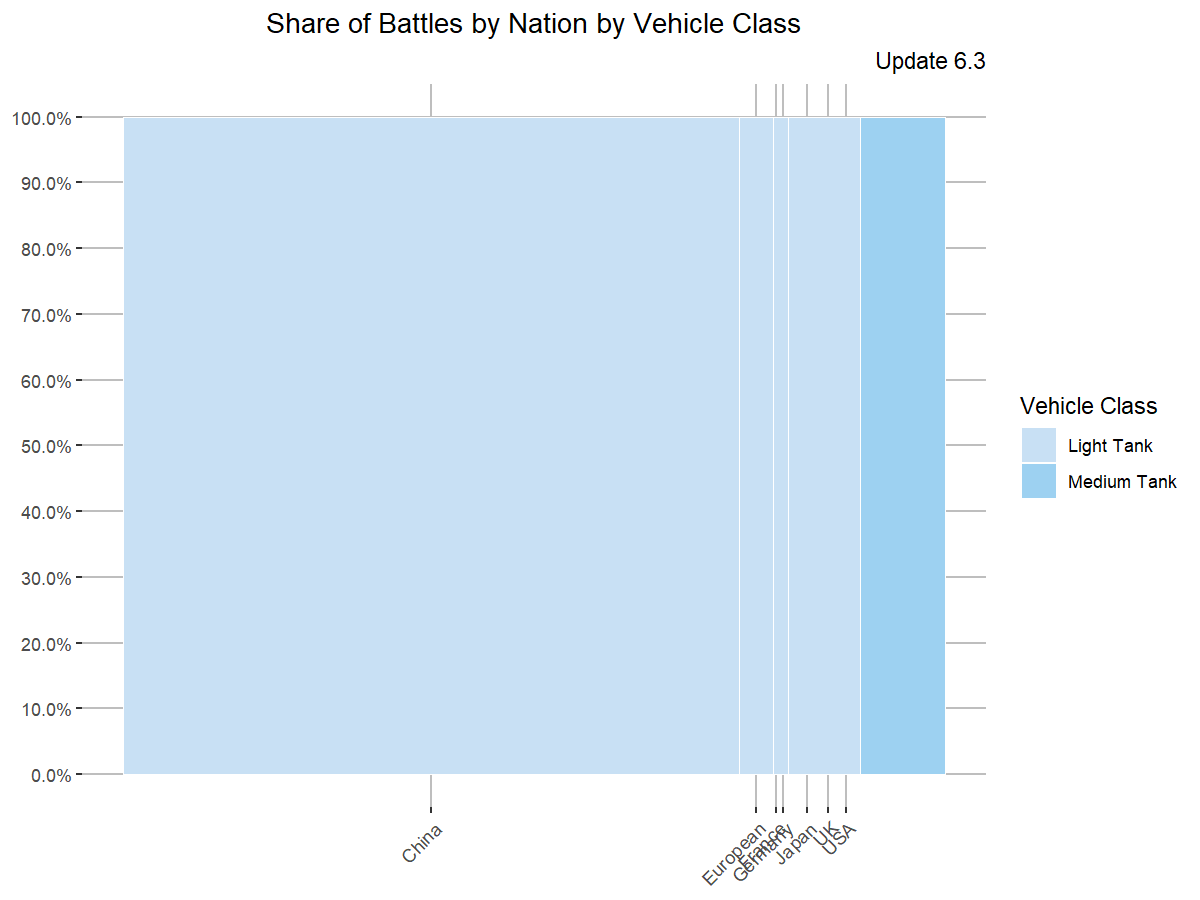 Share of Battles by Nation by Vehicle Class
Update 6.3
100.0%
90.0%
80.0%
70.0%
60.0%
50.0%
40.0%
30.0%
20.0%
10.0%
0.0%
China
European
France
Germany
Japan
UK
USA
Vehicle Class
Light Tank
Medium Tank